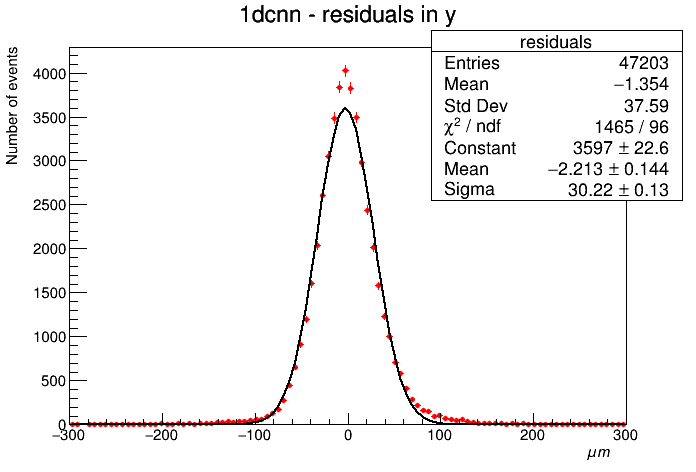 1dcnn - residuals in y
residuals
Entries 47203
Mean −1.354
Std Dev 37.59
χ² / ndf 1465 / 96
Constant 3597 ± 22.6
Mean −2.213 ± 0.144
Sigma 30.22 ± 0.13
Number of events
4000
3500
3000
2500
2000
1500
1000
500
0
−300 −200 −100 0 100 200 300
μm